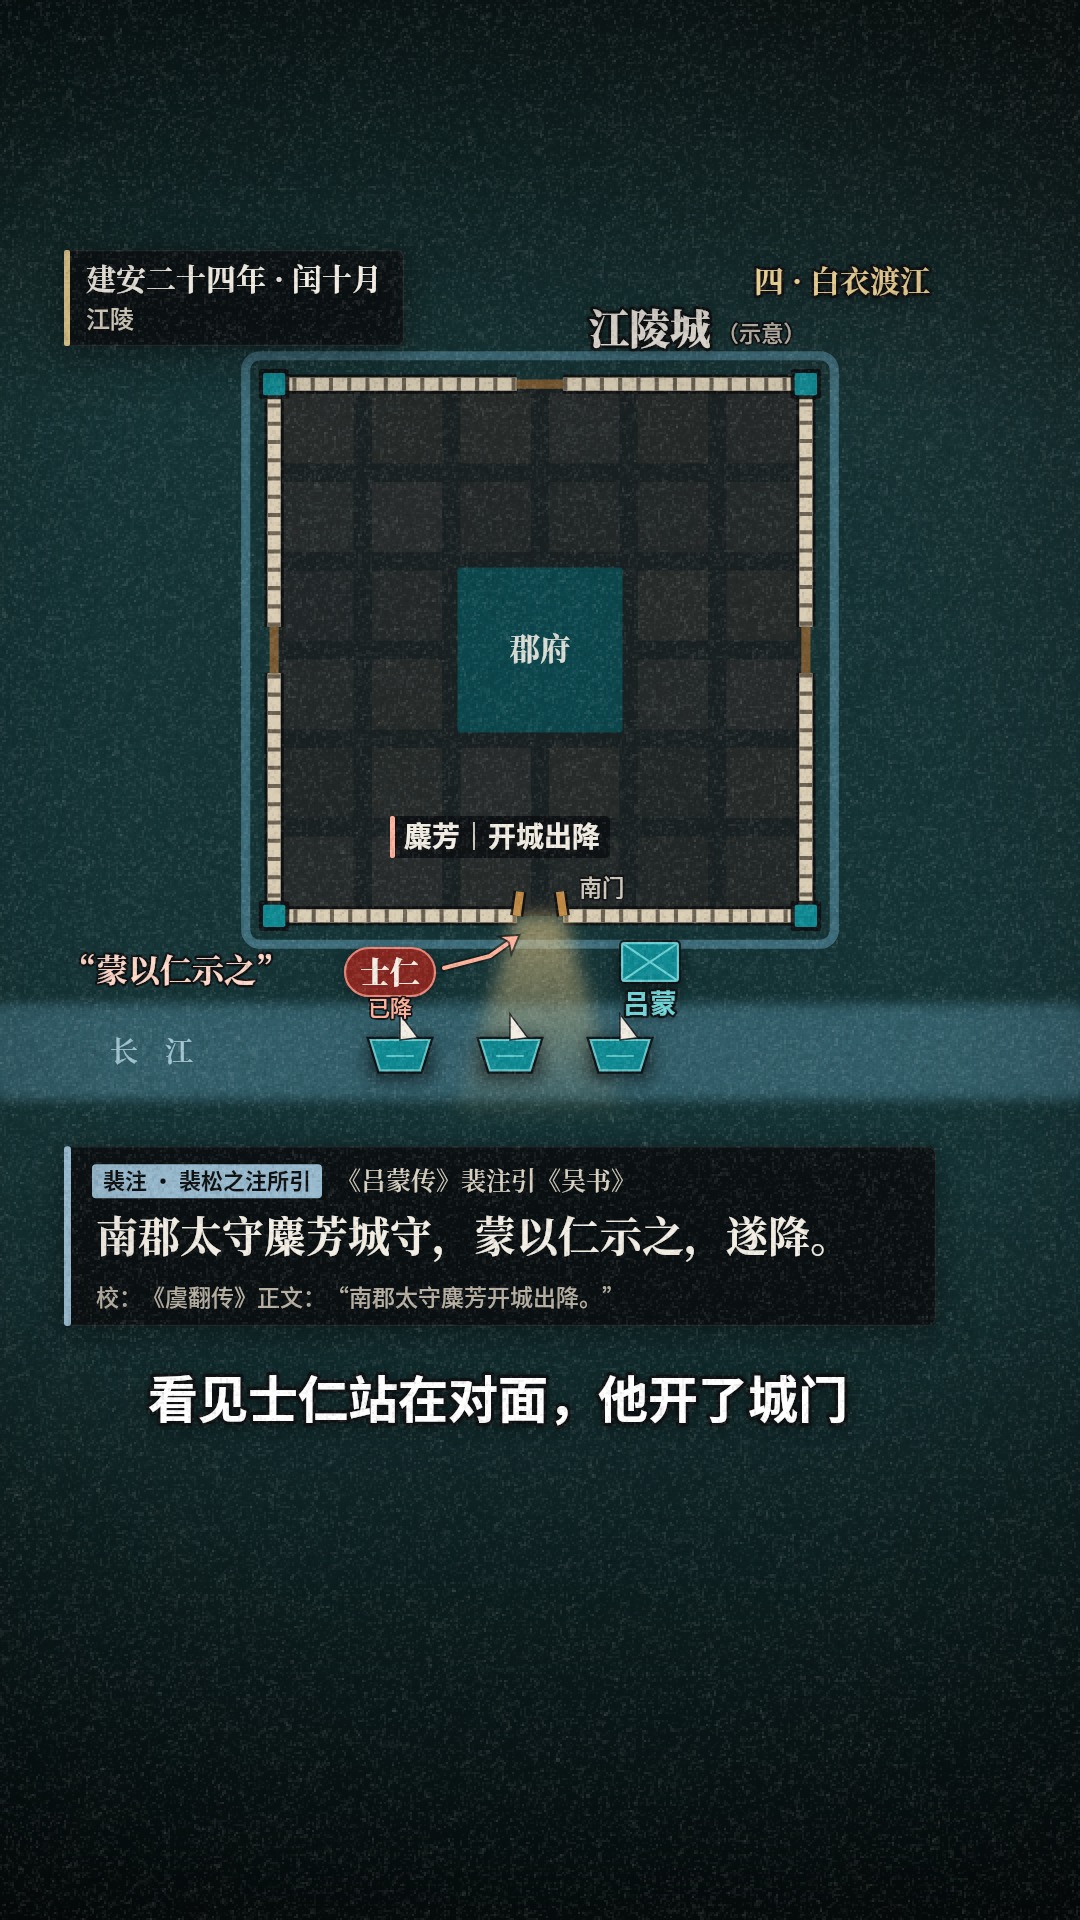 建安二十四年·闰十月
江陵
四·白衣渡江
江陵城（示意）
郡府
麋芳｜开城出降
南门
“蒙以仁示之”
士仁
已降
吕蒙
长 江
裴注 · 裴松之注所引 《吕蒙传》裴注引《吴书》
南郡太守麋芳城守，蒙以仁示之，遂降。
校：《虞翻传》正文：“南郡太守麋芳开城出降。”
看见士仁站在对面，他开了城门